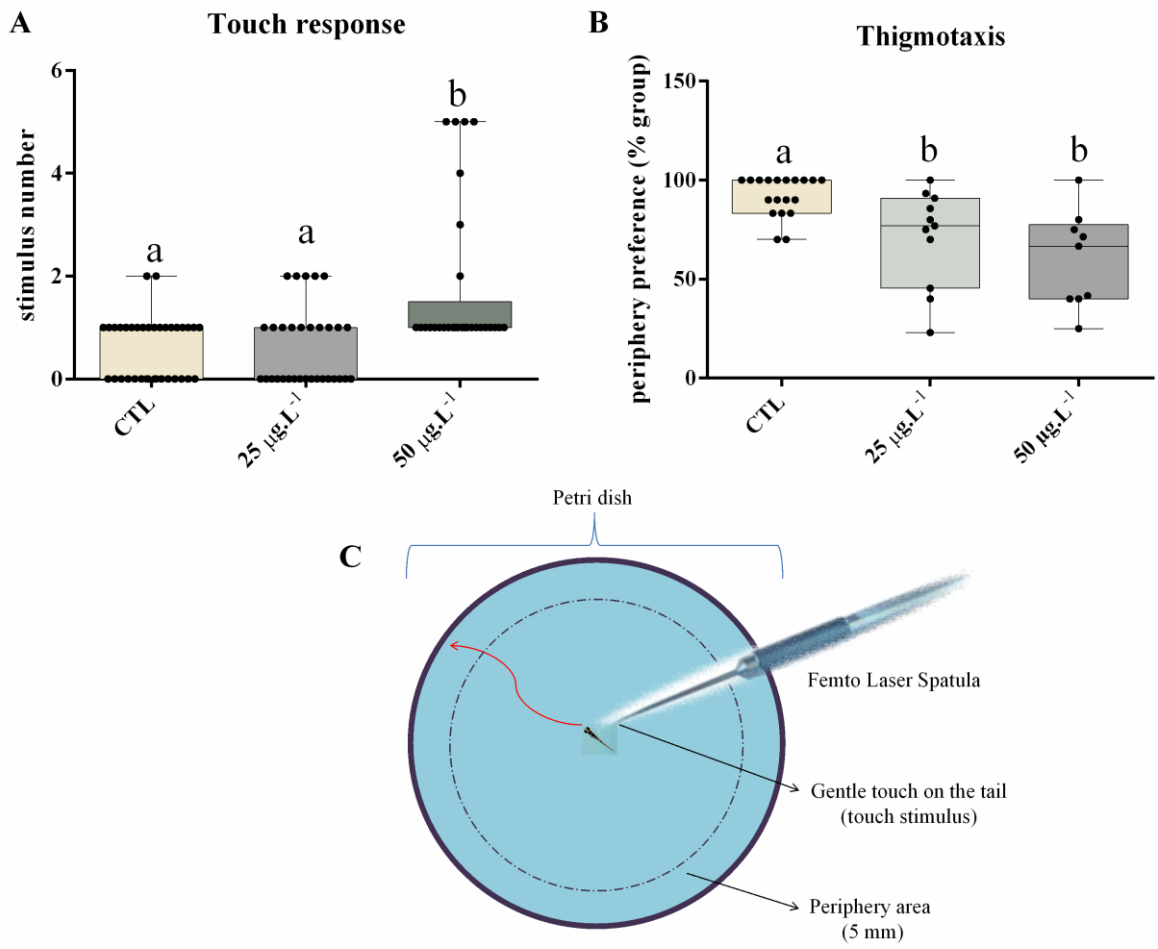 A
Touch response
stimulus number
6
4
2
0
a
a
b
CTL
25 µg.L⁻¹
50 µg.L⁻¹
B
Thigmotaxis
periphery preference (% group)
150
100
50
0
a
b
b
CTL
25 µg.L⁻¹
50 µg.L⁻¹
C
Petri dish
Femto Laser Spatula
Gentle touch on the tail
(touch stimulus)
Periphery area
(5 mm)